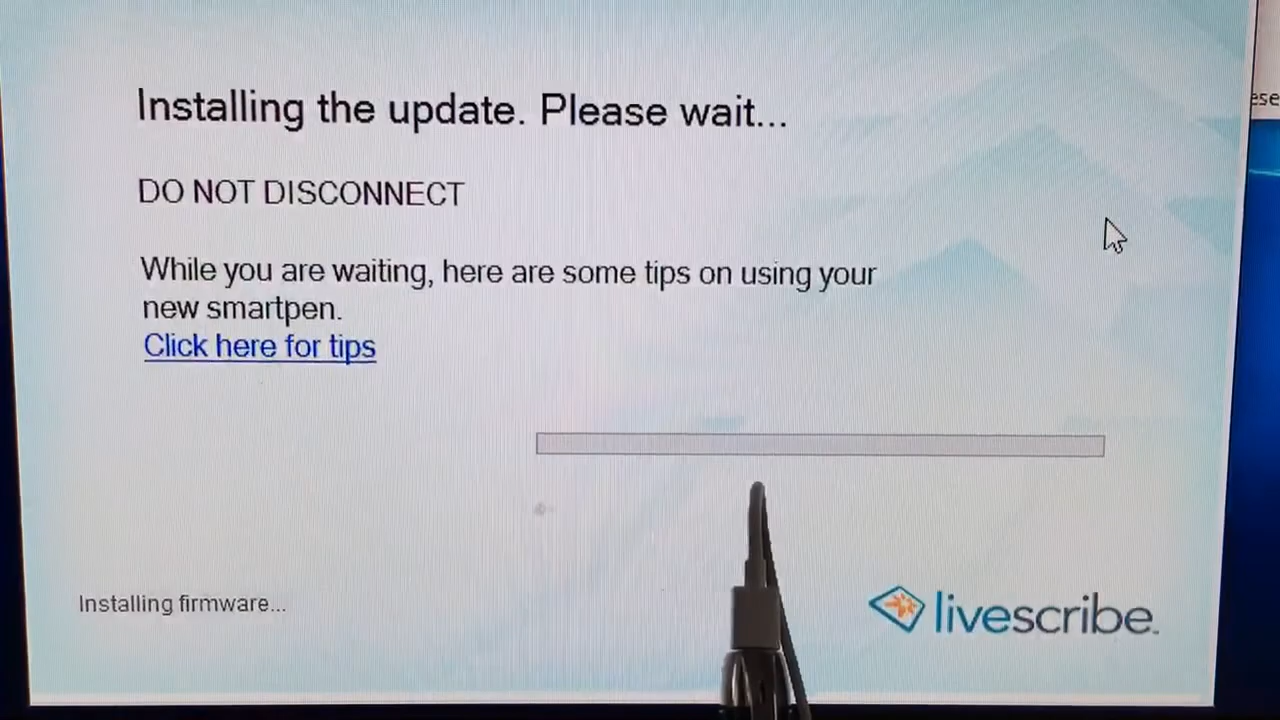 Installing the update. Please wait...
DO NOT DISCONNECT
While you are waiting, here are some tips on using your
new smartpen.
Click here for tips
Installing firmware...
livescribe.